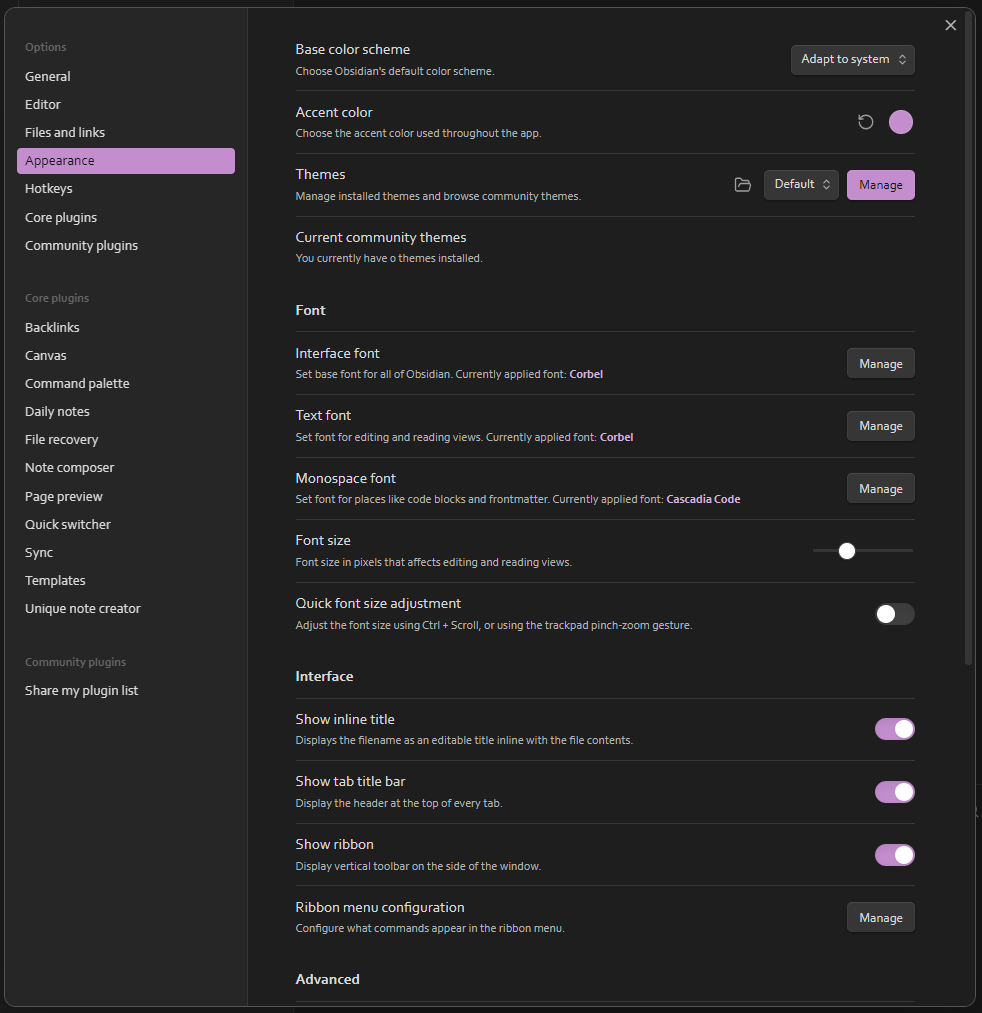 Options
General
Editor
Files and links
Appearance
Hotkeys
Core plugins
Community plugins
Core plugins
Backlinks
Canvas
Command palette
Daily notes
File recovery
Note composer
Page preview
Quick switcher
Sync
Templates
Unique note creator
Community plugins
Share my plugin list
Base color scheme
Choose Obsidian's default color scheme.
Adapt to system
Accent color
Choose the accent color used throughout the app.
Themes
Manage installed themes and browse community themes.
Default
Manage
Current community themes
You currently have 0 themes installed.
Font
Interface font
Set base font for all of Obsidian. Currently applied font: Corbel
Manage
Text font
Set font for editing and reading views. Currently applied font: Corbel
Manage
Monospace font
Set font for places like code blocks and frontmatter. Currently applied font: Cascadia Code
Manage
Font size
Font size in pixels that affects editing and reading views.
Quick font size adjustment
Adjust the font size using Ctrl + Scroll, or using the trackpad pinch-zoom gesture.
Interface
Show inline title
Displays the filename as an editable title inline with the file contents.
Show tab title bar
Display the header at the top of every tab.
Show ribbon
Display vertical toolbar on the side of the window.
Ribbon menu configuration
Configure what commands appear in the ribbon menu.
Manage
Advanced